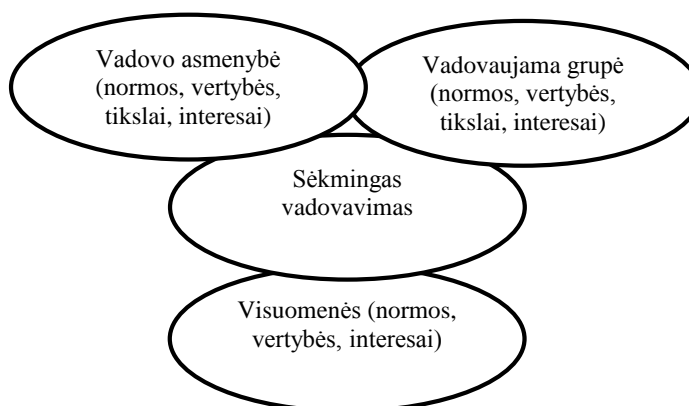 Vadovo asmenybė
(normos, vertybės,
tikslai, interesai)
Vadovaujama grupė
(normos, vertybės,
tikslai, interesai)
Sėkmingas
vadovavimas
Visuomenės (normos,
vertybės, interesai)